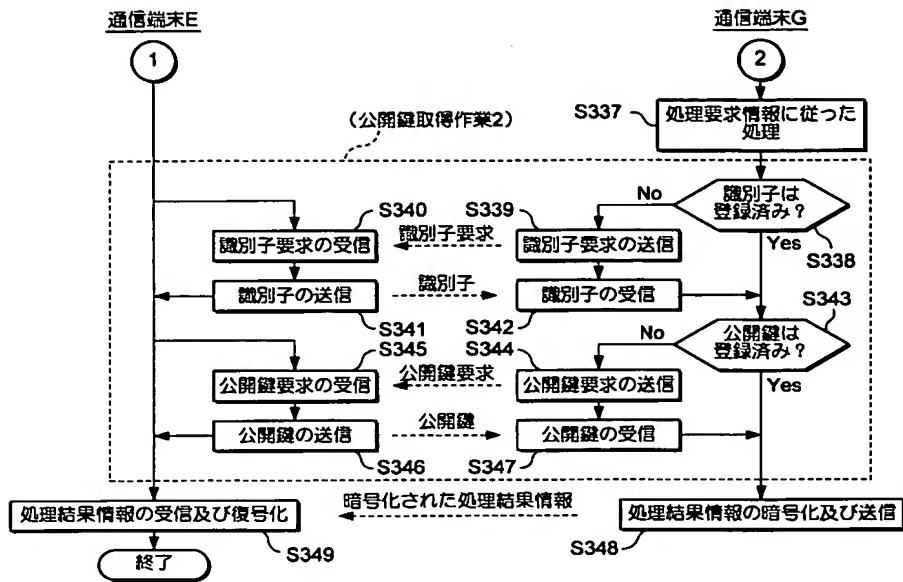 通信端末E
通信端末G
1
2
S337
処理要求情報に従った
処理
(公開鍵取得作業2)
No
識別子は
登録済み?
S340
S339
識別子要求の受信
識別子要求
識別子要求の送信
Yes
S338
識別子の送信
識別子
識別子の受信
S341
S342
S343
S345
S344
No
公開鍵は
登録済み?
公開鍵要求の受信
公開鍵要求
公開鍵要求の送信
Yes
公開鍵の送信
公開鍵
公開鍵の受信
S346
S347
処理結果情報の受信及び復号化
暗号化された処理結果情報
処理結果情報の暗号化及び送信
S349
S348
終了